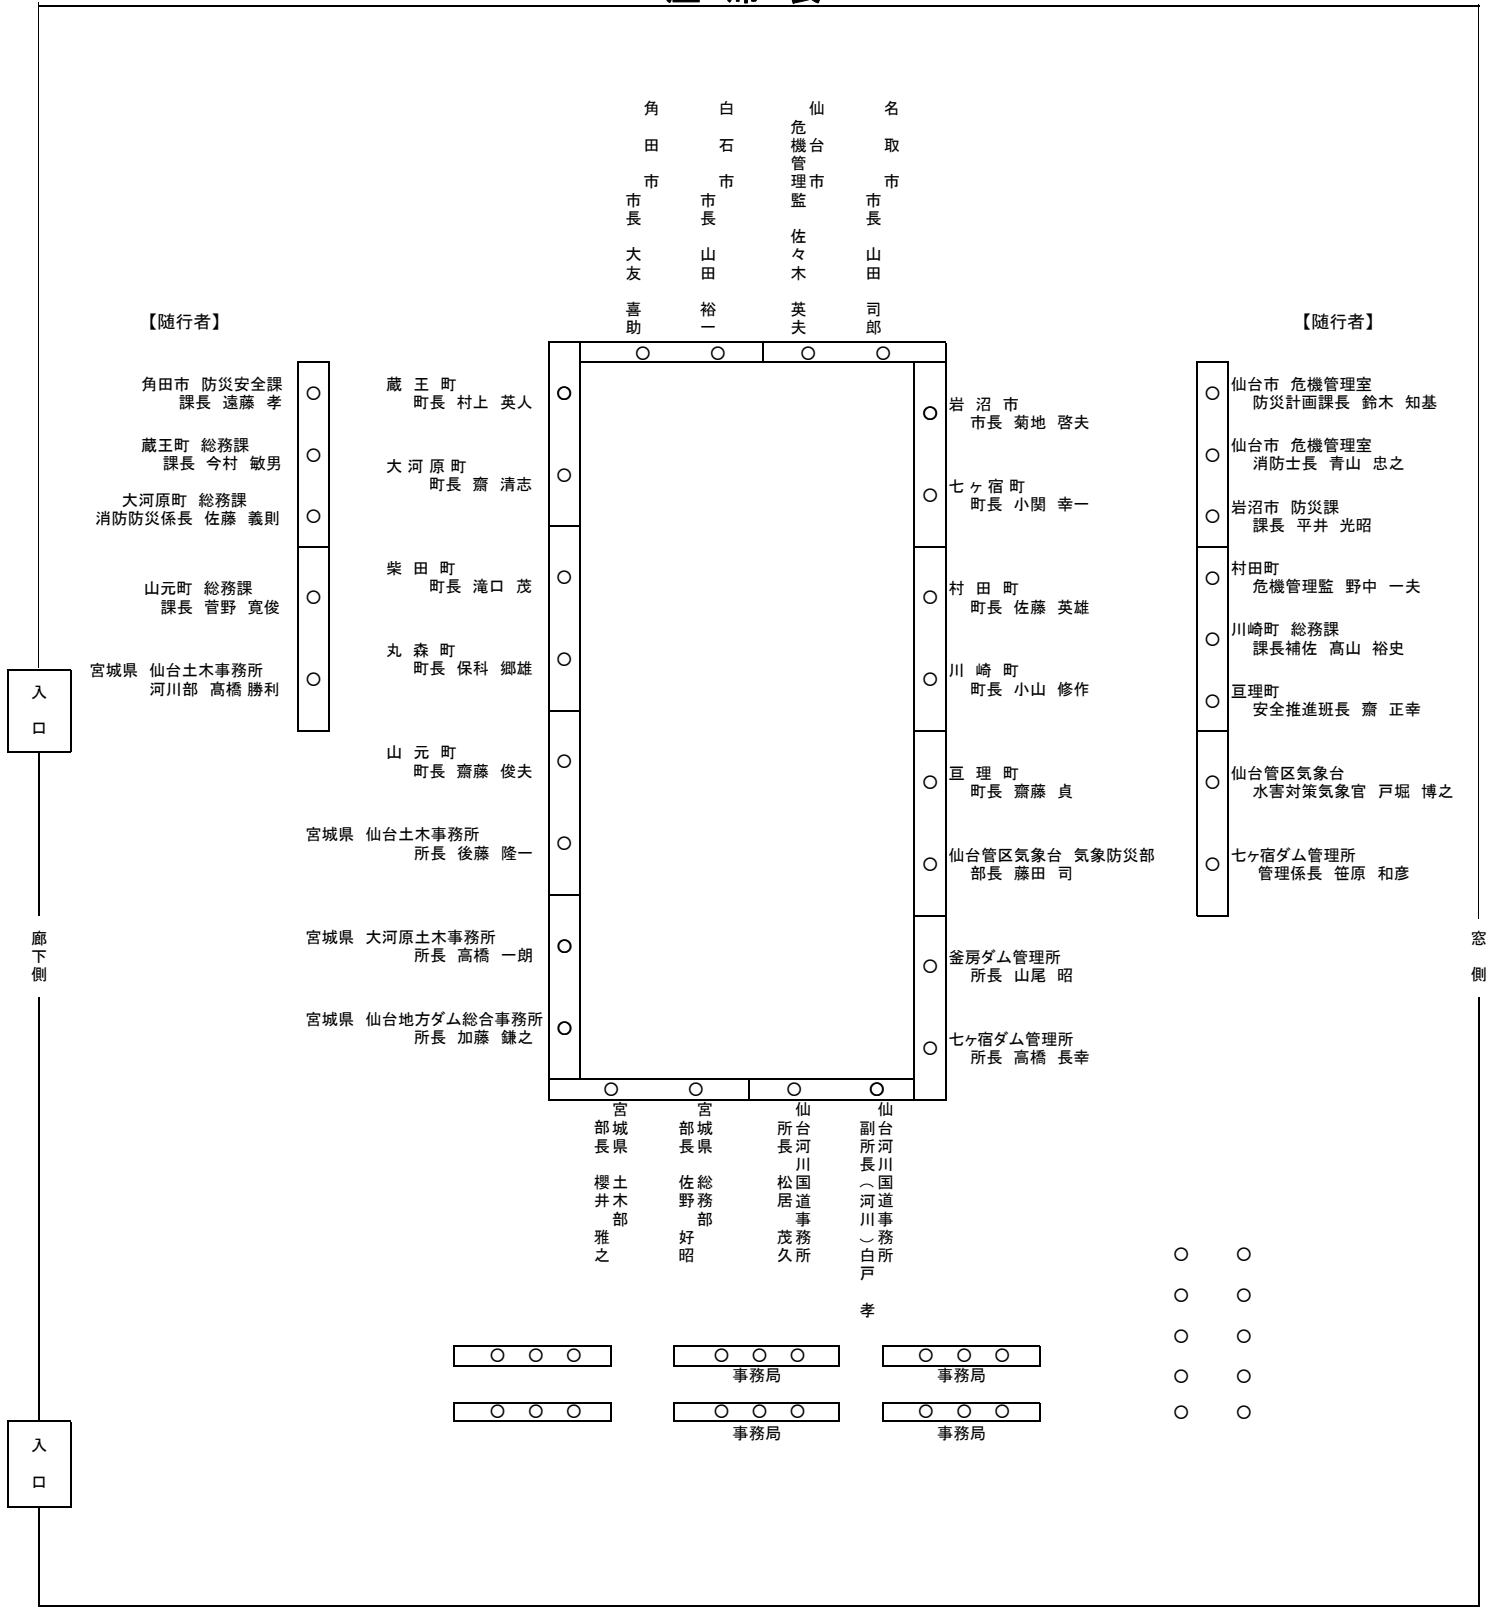 角田市
市長 大友 喜助
白石市
市長 山田 裕一
仙台市
危機管理監 佐々木 英夫
名取市
市長 山田 司郎
【随行者】
角田市 防災安全課
課長 遠藤 孝
蔵王町 総務課
課長 今村 敏男
大河原町 総務課
消防防災係長 佐藤 義則
山元町 総務課
課長 菅野 寛俊
宮城県 仙台土木事務所
河川部 髙橋 勝利
蔵王町
町長 村上 英人
大河原町
町長 齋 清志
柴田町
町長 滝口 茂
丸森町
町長 保科 郷雄
山元町
町長 齋藤 俊夫
宮城県 仙台土木事務所
所長 後藤 隆一
宮城県 大河原土木事務所
所長 高橋 一朗
宮城県 仙台地方ダム総合事務所
所長 加藤 鎌之
岩沼市
市長 菊地 啓夫
七ヶ宿町
町長 小関 幸一
村田町
町長 佐藤 英雄
川崎町
町長 小山 修作
亘理町
町長 齋藤 貞
仙台管区気象台 気象防災部
部長 藤田 司
釜房ダム管理所
所長 山尾 昭
七ヶ宿ダム管理所
所長 高橋 長幸
【随行者】
仙台市 危機管理室
防災計画課長 鈴木 知基
仙台市 危機管理室
消防士長 青山 忠之
岩沼市 防災課
課長 平井 光昭
村田町
危機管理監 野中 一夫
川崎町 総務課
課長補佐 髙山 裕史
亘理町
安全推進班長 齋 正幸
仙台管区気象台
水害対策気象官 戸堀 博之
七ヶ宿ダム管理所
管理係長 笹原 和彦
入口
廊下側
窓側
宮城県 土木部
部長 櫻井 雅之
宮城県 総務部
部長 佐野 好昭
仙台河川国道事務所
所長 松居 茂久
仙台河川国道事務所
副所長（河川）白戸 孝
事務局
事務局
事務局
事務局
入口